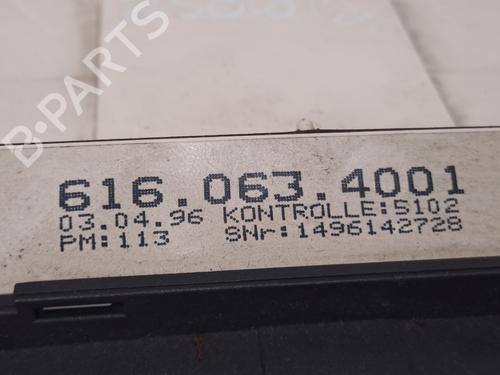 B-PARTS
616.063.4001
03.04.96 KONTROLLE:5102
PM:113 SNr:1496142728